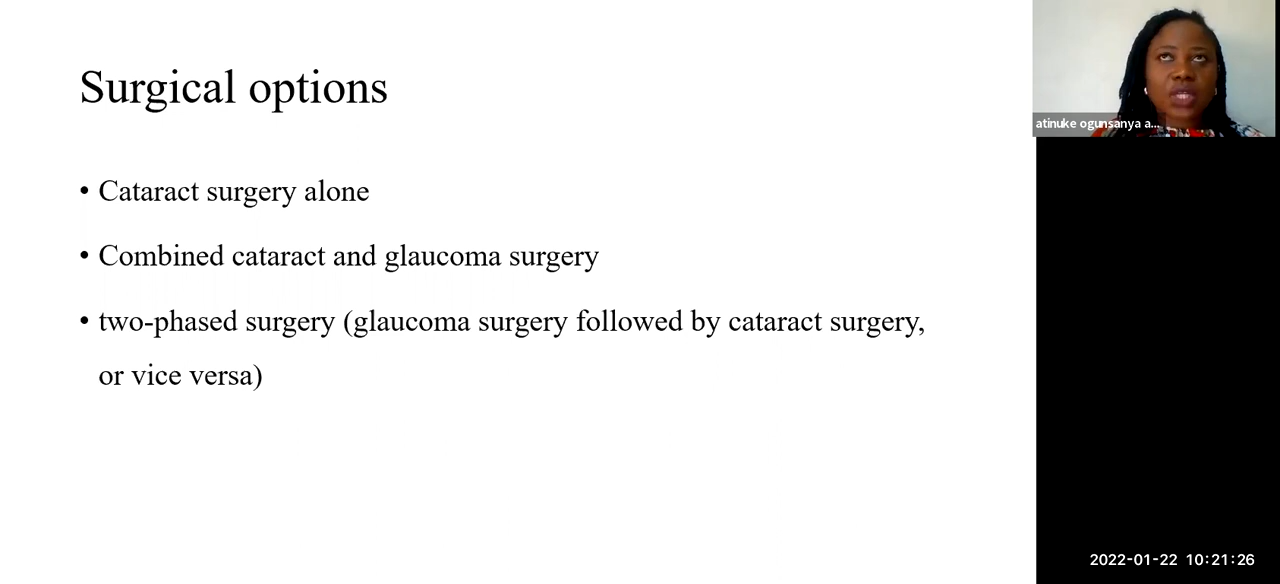 Surgical options
• Cataract surgery alone
• Combined cataract and glaucoma surgery
• two-phased surgery (glaucoma surgery followed by cataract surgery,
or vice versa)
atinuke ogunsanya a...
2022-01-22 10:21:26